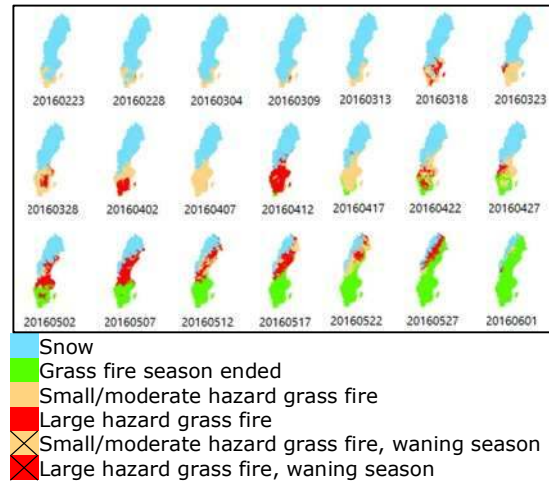 20160223 20160228 20160304 20160309 20160313 20160318 20160323
20160328 20160402 20160407 20160412 20160417 20160422 20160427
20160502 20160507 20160512 20160517 20160522 20160527 20160601
Snow
Grass fire season ended
Small/moderate hazard grass fire
Large hazard grass fire
Small/moderate hazard grass fire, waning season
Large hazard grass fire, waning season